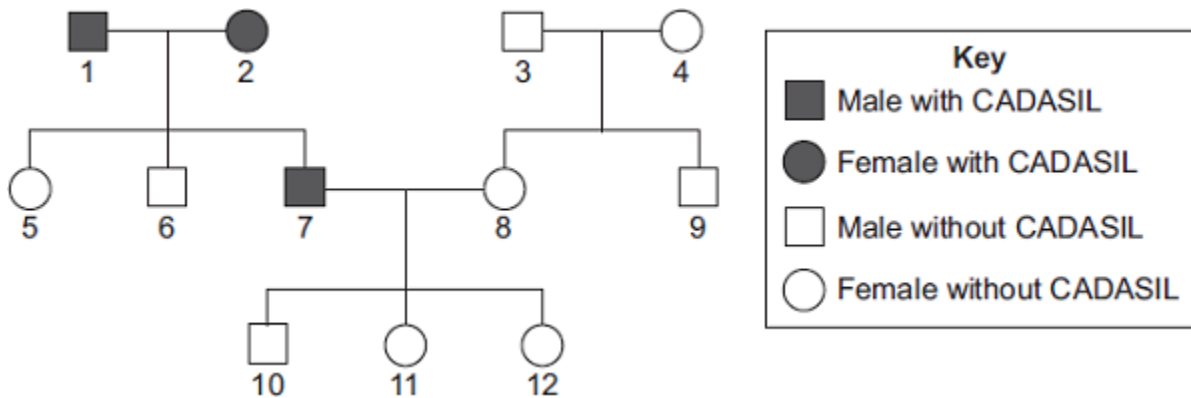 1
2
3
4
Key
Male with CADASIL
Female with CADASIL
Male without CADASIL
Female without CADASIL
5
6
7
8
9
10
11
12